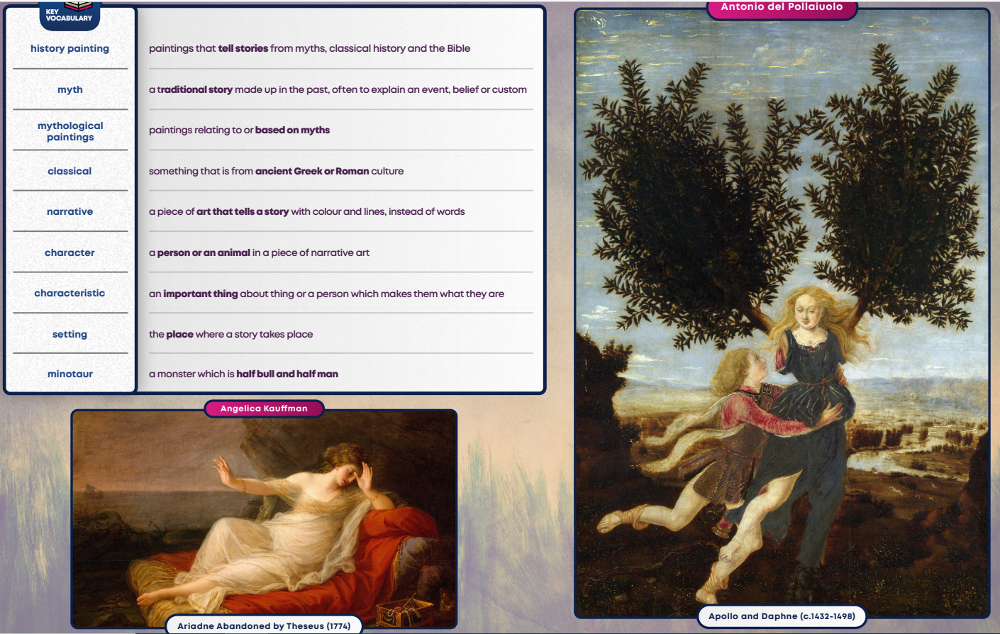 KEY
VOCABULARY
history painting
paintings that tell stories from myths, classical history and the Bible
myth
a traditional story made up in the past, often to explain an event, belief or custom
mythological
paintings
paintings relating to or based on myths
classical
something that is from ancient Greek or Roman culture
narrative
a piece of art that tells a story with colour and lines, instead of words
character
a person or an animal in a piece of narrative art
characteristic
an important thing about thing or a person which makes them what they are
setting
the place where a story takes place
minotaur
a monster which is half bull and half man
Angelica Kauffman
Ariadne Abandoned by Theseus (1774)
Antonio del Pollaiuolo
Apollo and Daphne (c.1432-1498)